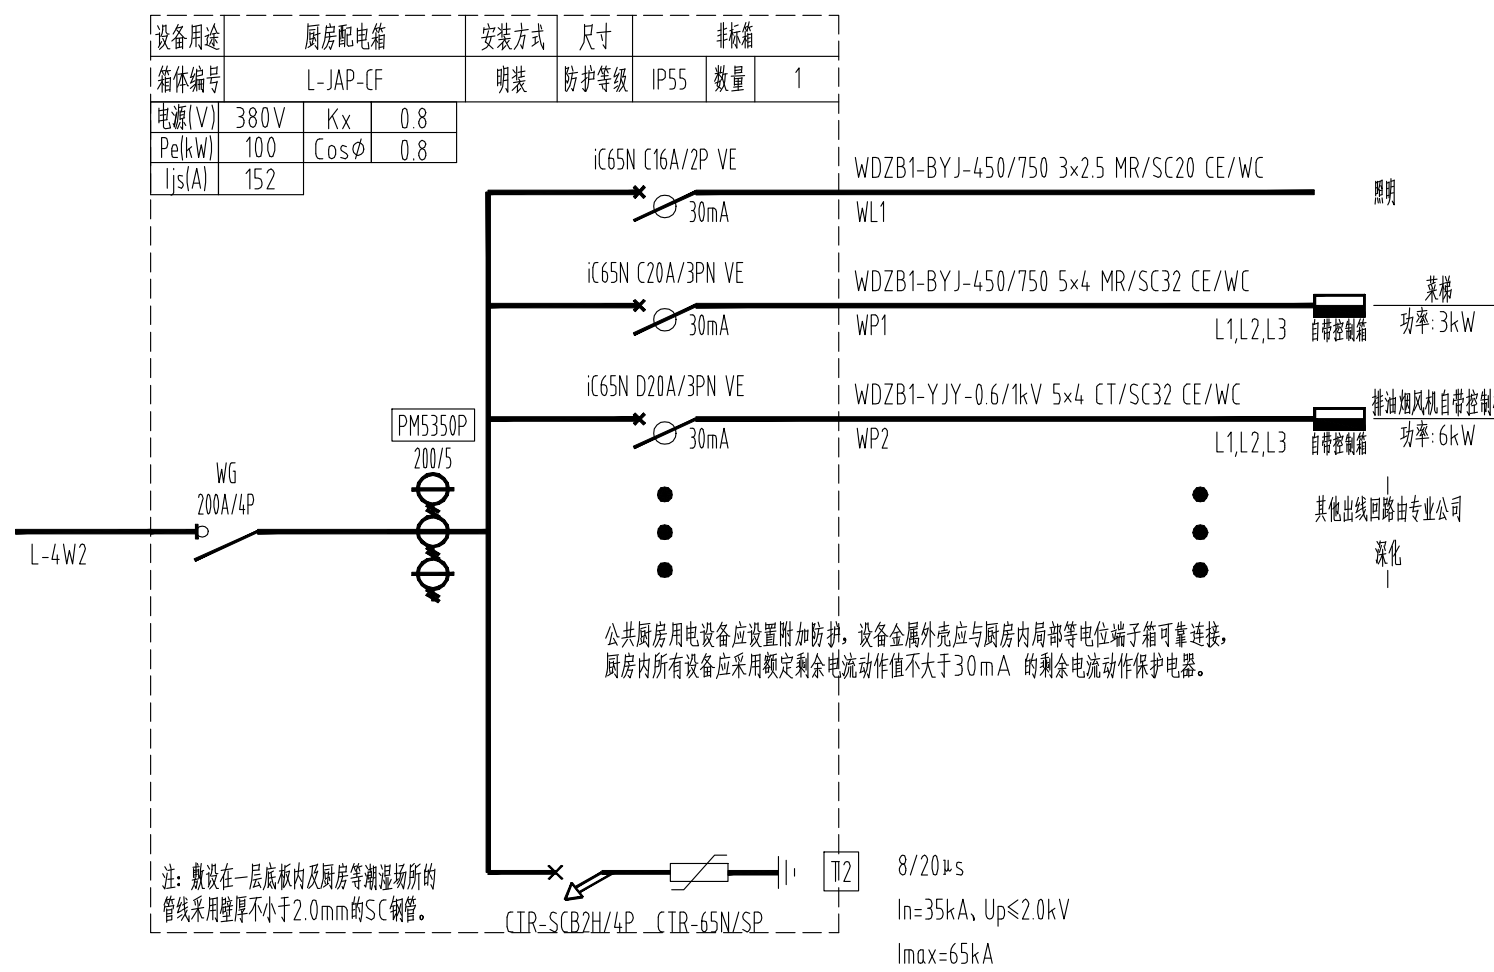 设备用途 厨房配电箱 安装方式 尺寸 非标箱
箱体编号 L-JAP-CF 明装 防护等级 IP55 数量 1
电源(V) 380V Kx 0.8
Pe(kW) 100 CosØ 0.8
Ijs(A) 152
iC65N C16A/2P VE
30mA
WDZB1-BYJ-450/750 3×2.5 MR/SC20 CE/WC
WL1
照明
iC65N C20A/3PN VE
30mA
WDZB1-BYJ-450/750 5×4 MR/SC32 CE/WC
WP1
L1,L2,L3
自带控制箱
菜梯
功率:3kW
iC65N D20A/3PN VE
30mA
WDZB1-YJY-0.6/1kV 5×4 CT/SC32 CE/WC
WP2
L1,L2,L3
自带控制箱
排油烟风机自带控制
功率:6kW
PM5350P
200/5
WG
200A/4P
L-4W2
其他出线回路由专业公司
深化
公共厨房用电设备应设置附加防护，设备金属外壳应与厨房内局部等电位端子箱可靠连接，
厨房内所有设备应采用额定剩余电流动作值不大于30mA 的剩余电流动作保护电器。
注：敷设在一层底板内及厨房等潮湿场所的
管线采用壁厚不小于2.0mm的SC钢管。
CTR-SCB2H/4P CTR-65N/SP
T12
8/20μs
In=35kA、Up≤2.0kV
Imax=65kA